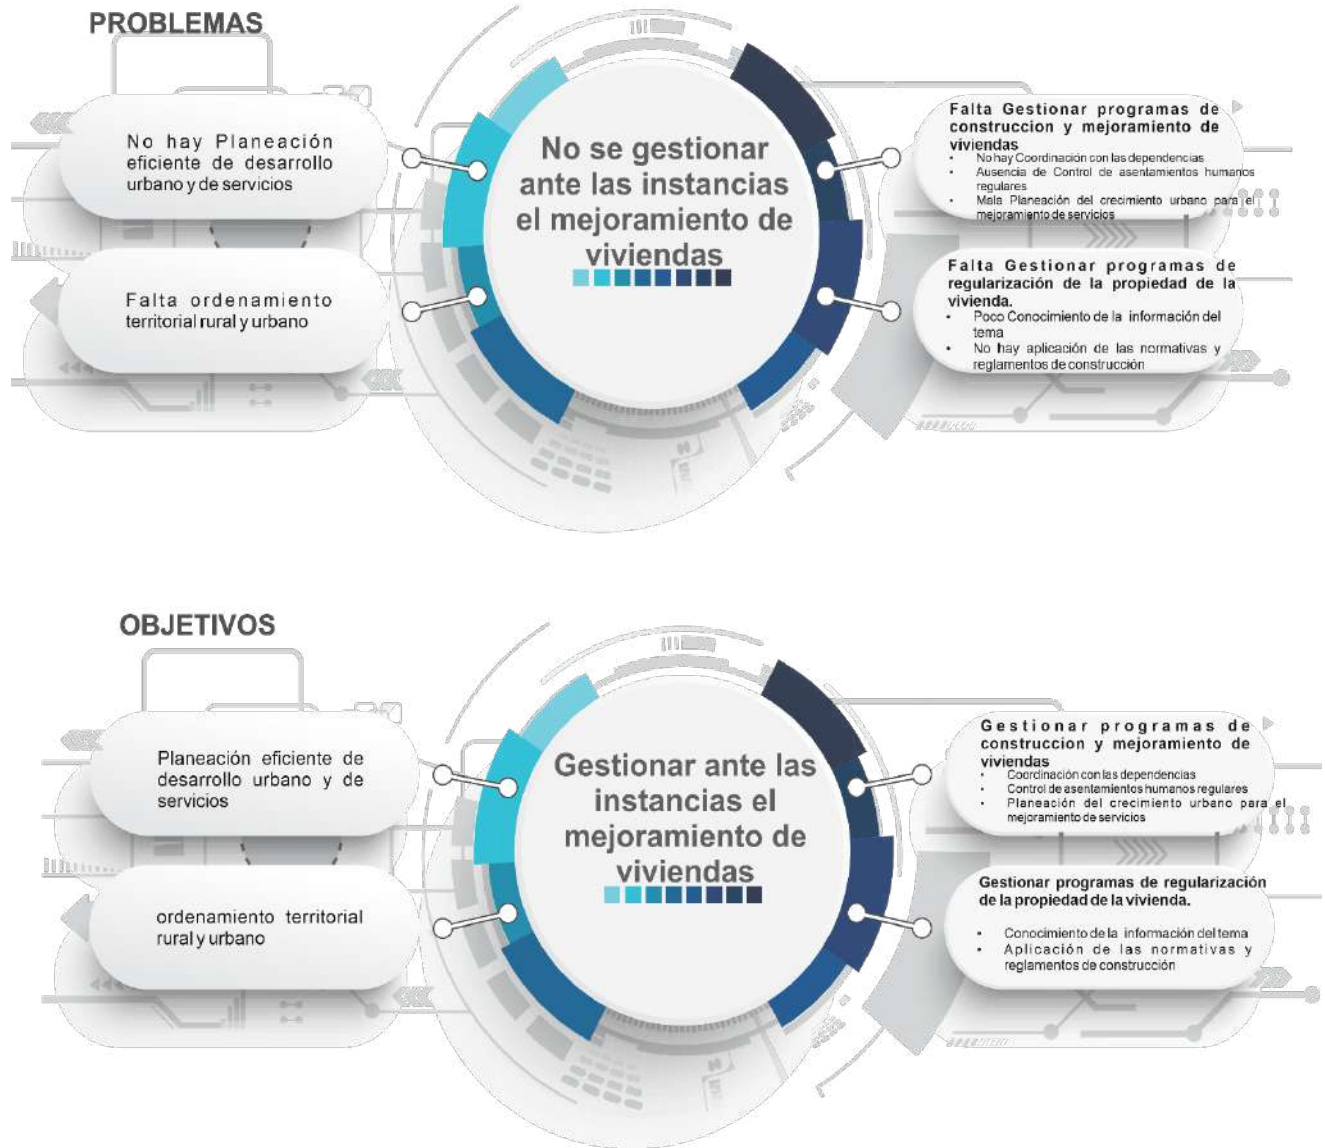 PROBLEMAS
No hay Planeación
eficiente de desarrollo
urbano y de servicios
Falta ordenamiento
territorial rural y urbano
No se gestionar
ante las instancias
el mejoramiento de
viviendas
Falta Gestionar programas de
construccion y mejoramiento de
viviendas
• No hay Coordinación con las dependencias
• Ausencia de Control de asentamientos humanos
regulares
• Mala Planeación del crecimiento urbano para el
mejoramiento de servicios
Falta Gestionar programas de
regularización de la propiedad de la
vivienda.
• Poco Conocimiento de la información del
tema
• No hay aplicación de las normativas y
reglamentos de construcción
OBJETIVOS
Planeación eficiente de
desarrollo urbano y de
servicios
ordenamiento territorial
rural y urbano
Gestionar ante las
instancias el
mejoramiento de
viviendas
Gestionar programas de
construccion y mejoramiento de
viviendas
• Coordinación con las dependencias
• Control de asentamientos humanos regulares
• Planeación del crecimiento urbano para el
mejoramiento de servicios
Gestionar programas de regularización
de la propiedad de la vivienda.
• Conocimiento de la información del tema
• Aplicación de las normativas y
reglamentos de construcción